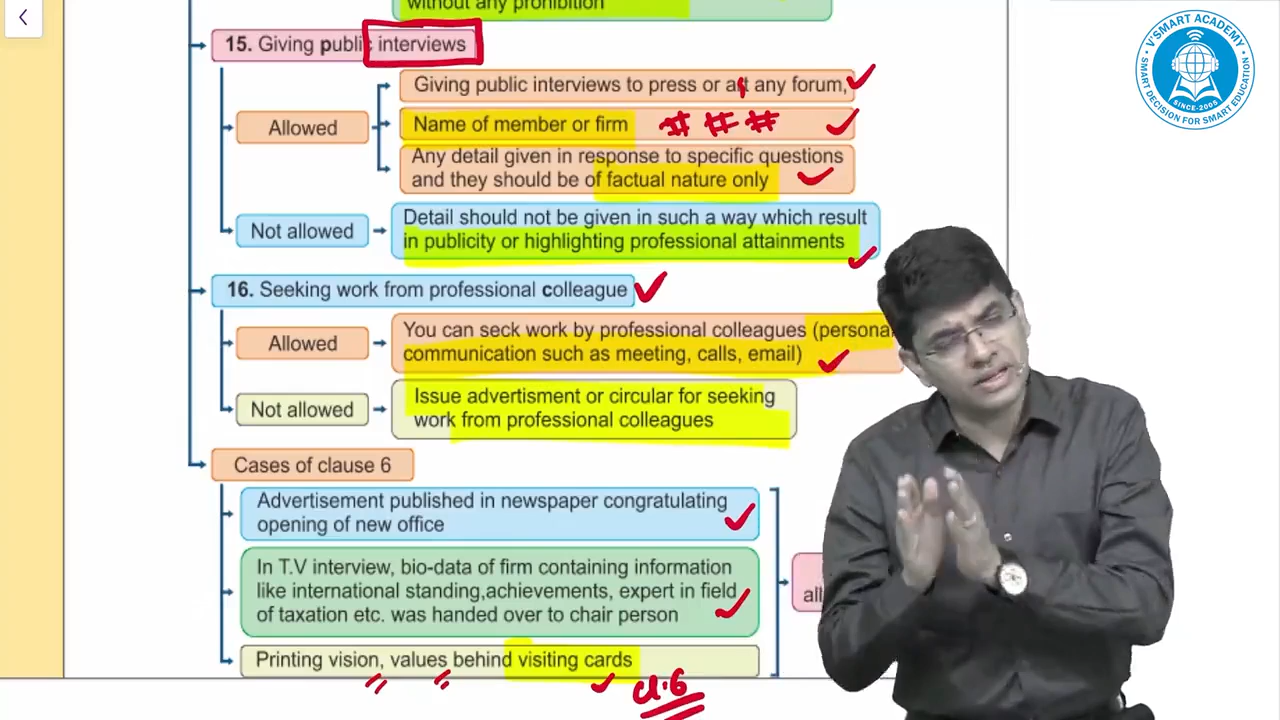 without any prohibition
15. Giving public interviews
Giving public interviews to press or at any forum,
Allowed
Name of member or firm
Any detail given in response to specific questions
and they should be of factual nature only
Not allowed
Detail should not be given in such a way which result
in publicity or highlighting professional attainments
16. Seeking work from professional colleague
Allowed
You can seck work by professional colleagues (personal
communication such as meeting, calls, email)
Not allowed
Issue advertisment or circular for seeking
work from professional colleagues
Cases of clause 6
Advertisement published in newspaper congratulating
opening of new office
In T.V interview, bio-data of firm containing information
like international standing,achievements, expert in field
of taxation etc. was handed over to chair person
Printing vision, values behind visiting cards
cl.6
V'SMART ACADEMY
SINCE-2005
SMART DECISION FOR SMART EDUCATION